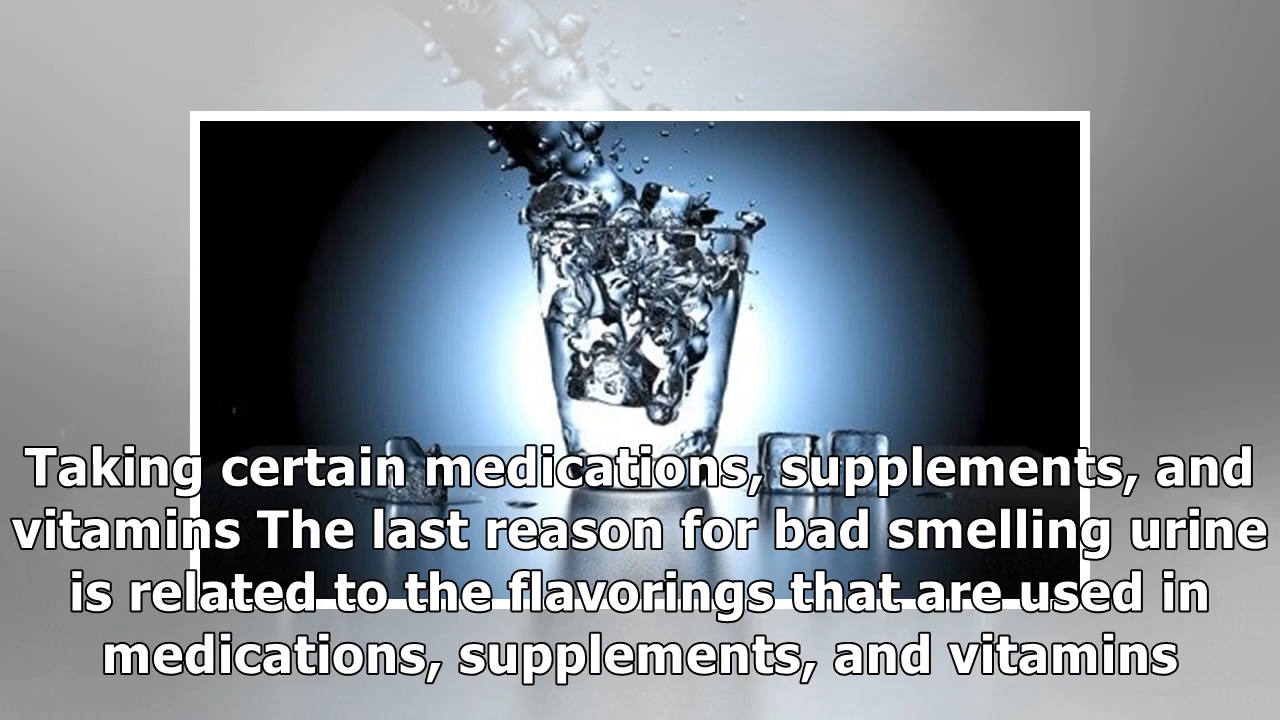 Taking certain medications, supplements, and
vitamins The last reason for bad smelling urine
is related to the flavorings that are used in
medications, supplements, and vitamins